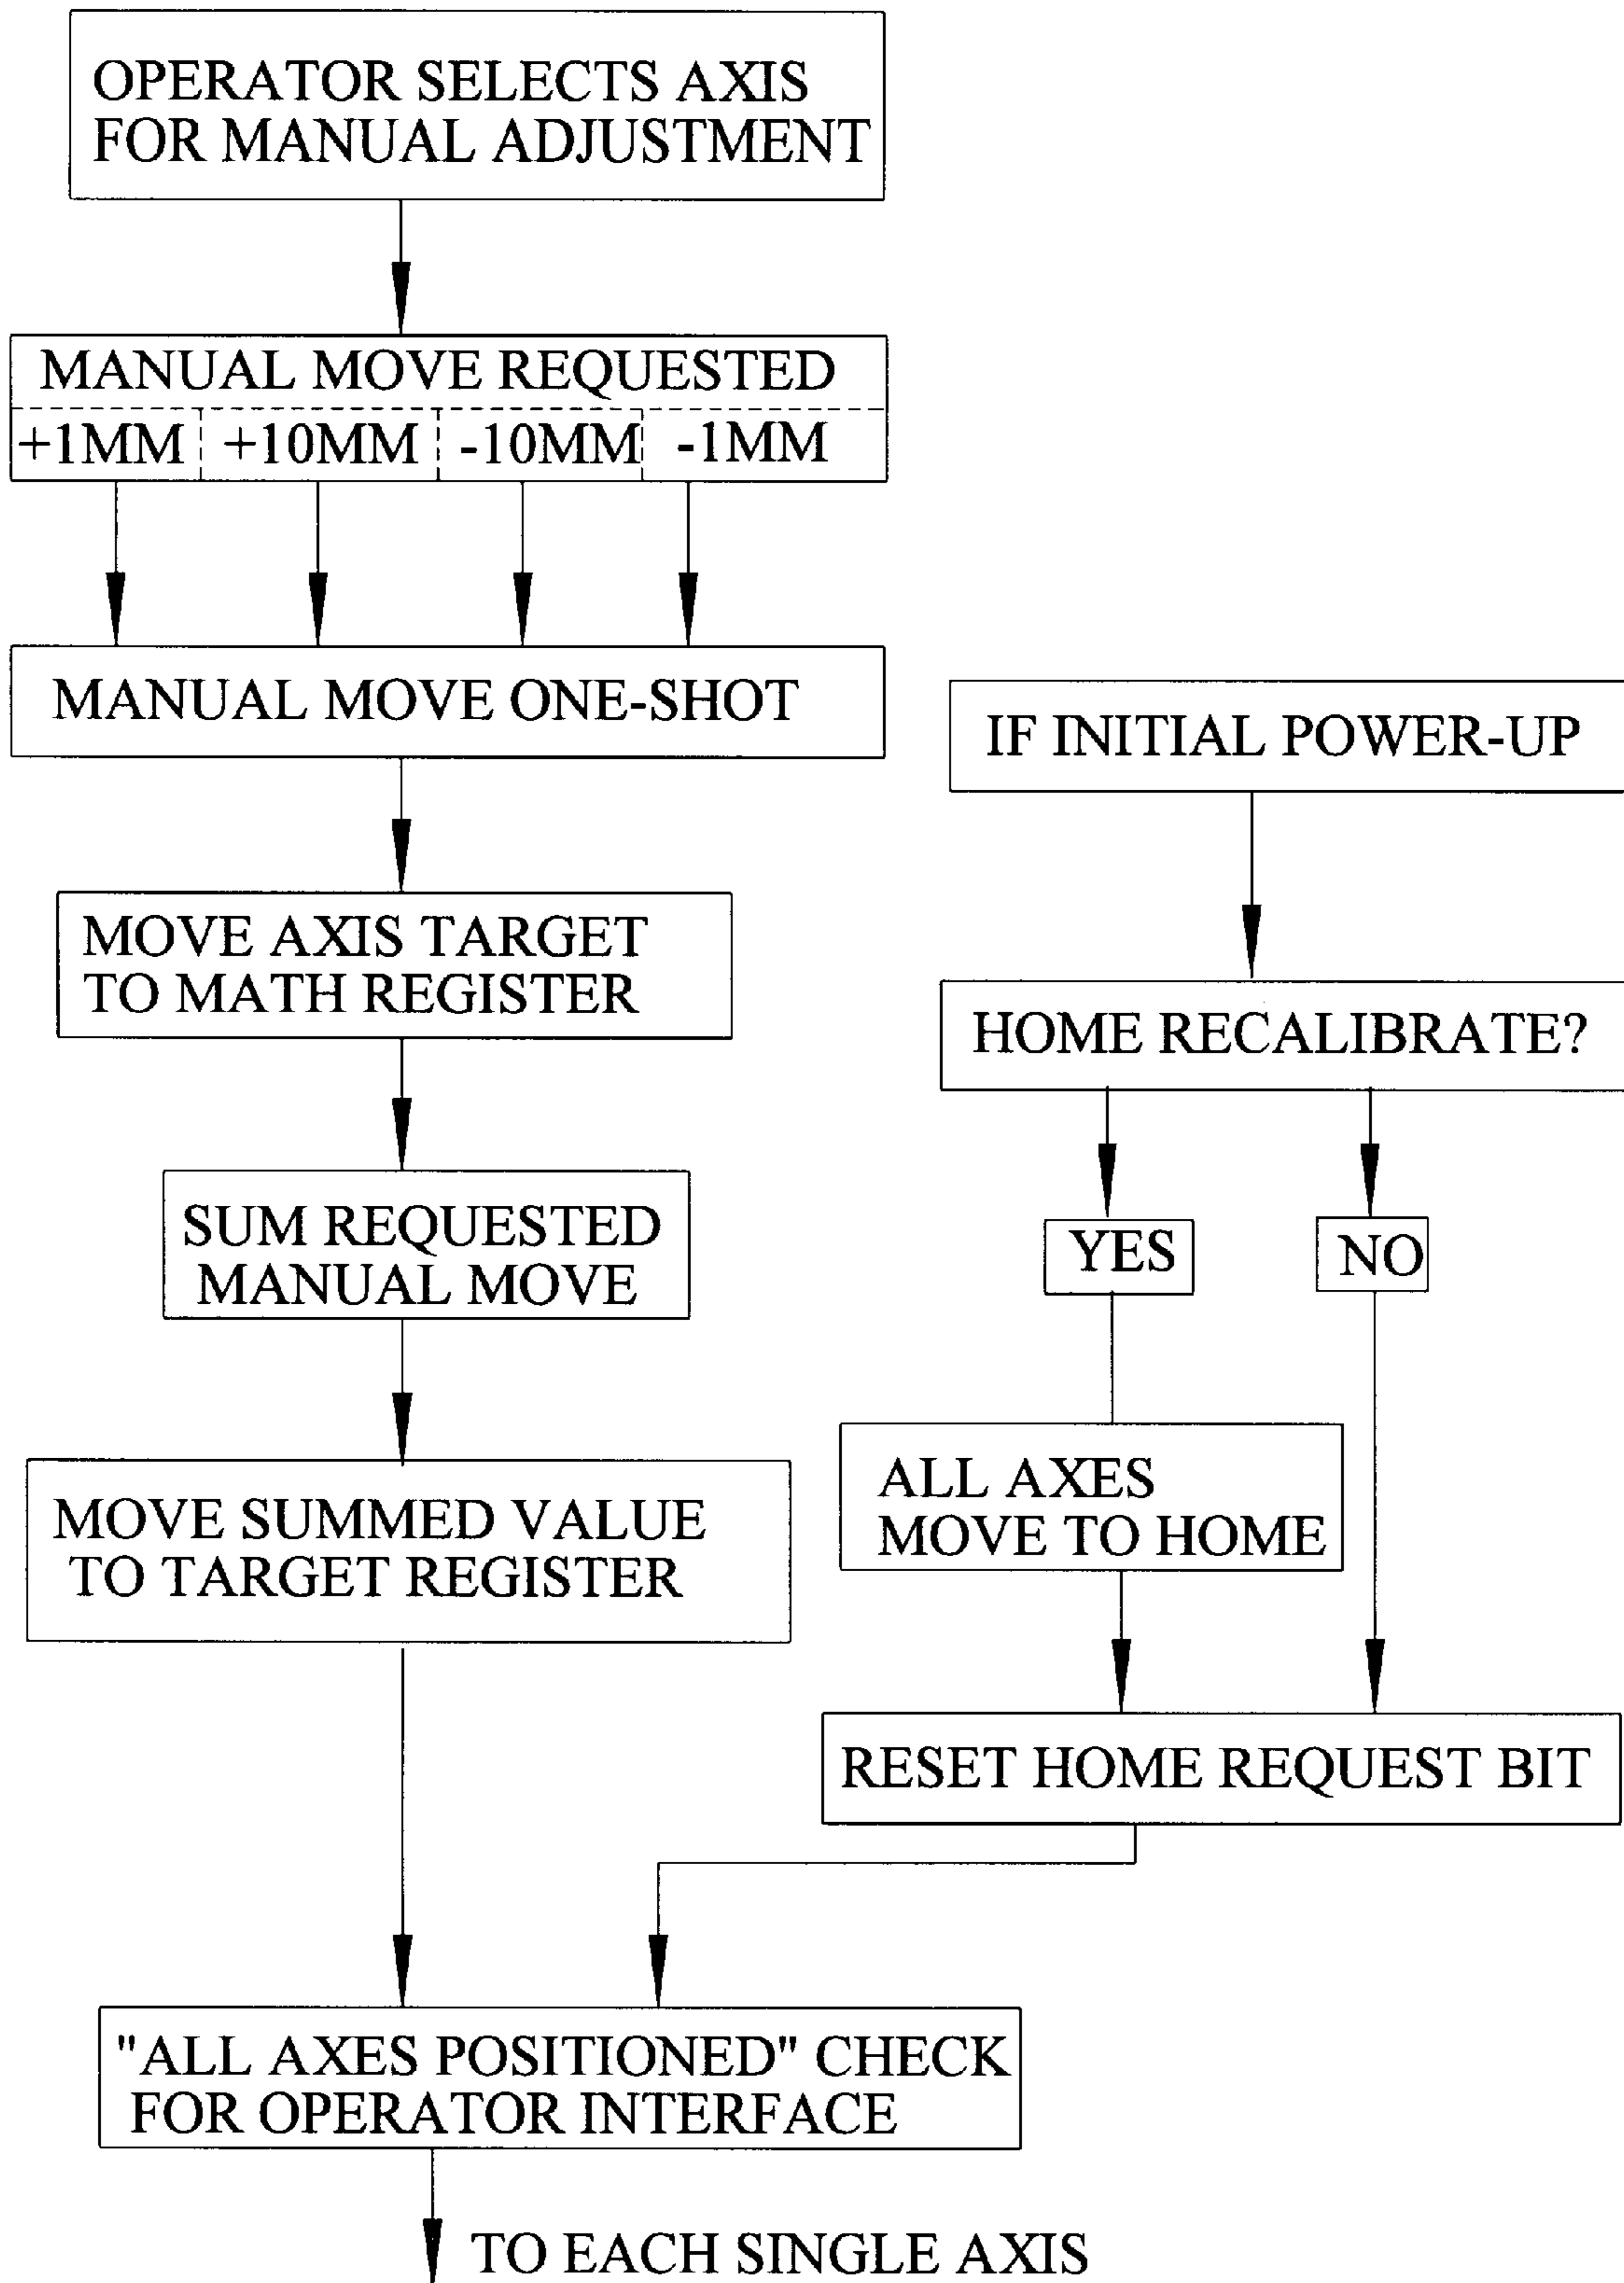 OPERATOR SELECTS AXIS
FOR MANUAL ADJUSTMENT
MANUAL MOVE REQUESTED
+1MM +10MM -10MM -1MM
MANUAL MOVE ONE-SHOT
MOVE AXIS TARGET
TO MATH REGISTER
SUM REQUESTED
MANUAL MOVE
MOVE SUMMED VALUE
TO TARGET REGISTER
IF INITIAL POWER-UP
HOME RECALIBRATE?
YES
NO
ALL AXES
MOVE TO HOME
RESET HOME REQUEST BIT
"ALL AXES POSITIONED" CHECK
FOR OPERATOR INTERFACE
TO EACH SINGLE AXIS